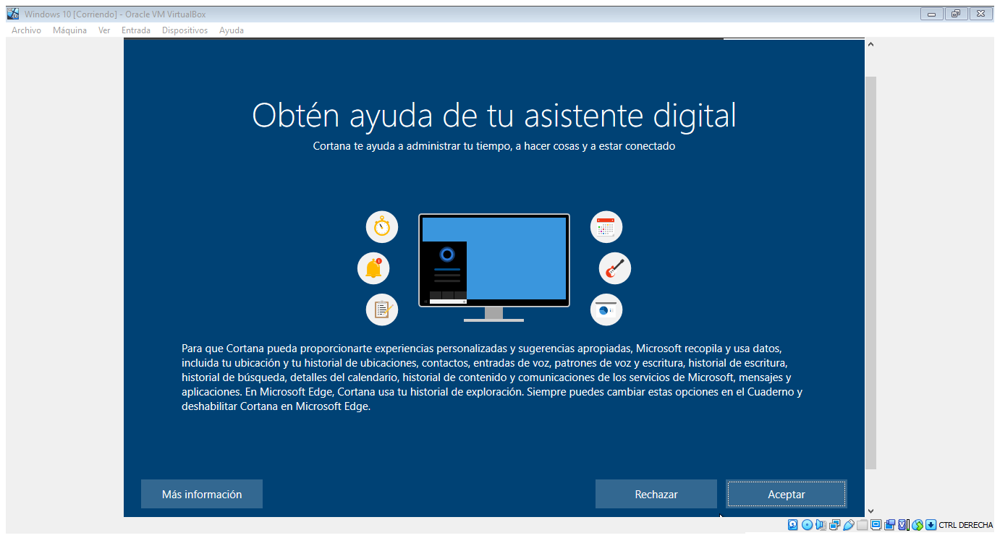 Windows 10 [Corriendo] - Oracle VM VirtualBox
Archivo Máquina Ver Entrada Dispositivos Ayuda
Obtén ayuda de tu asistente digital
Cortana te ayuda a administrar tu tiempo, a hacer cosas y a estar conectado
Para que Cortana pueda proporcionarte experiencias personalizadas y sugerencias apropiadas, Microsoft recopila y usa datos,
incluida tu ubicación y tu historial de ubicaciones, contactos, entradas de voz, patrones de voz y escritura, historial de escritura,
historial de búsqueda, detalles del calendario, historial de contenido y comunicaciones de los servicios de Microsoft, mensajes y
aplicaciones. En Microsoft Edge, Cortana usa tu historial de exploración. Siempre puedes cambiar estas opciones en el Cuaderno y
deshabilitar Cortana en Microsoft Edge.
Más información Rechazar Aceptar
CTRL DERECHA